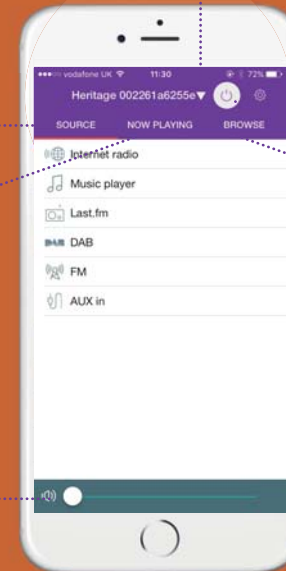 vodafone UK 11:30 72%
Heritage 002261a6255e
SOURCE NOW PLAYING BROWSE
Internet radio
Music player
Last.fm
DAB DAB
FM
AUX in